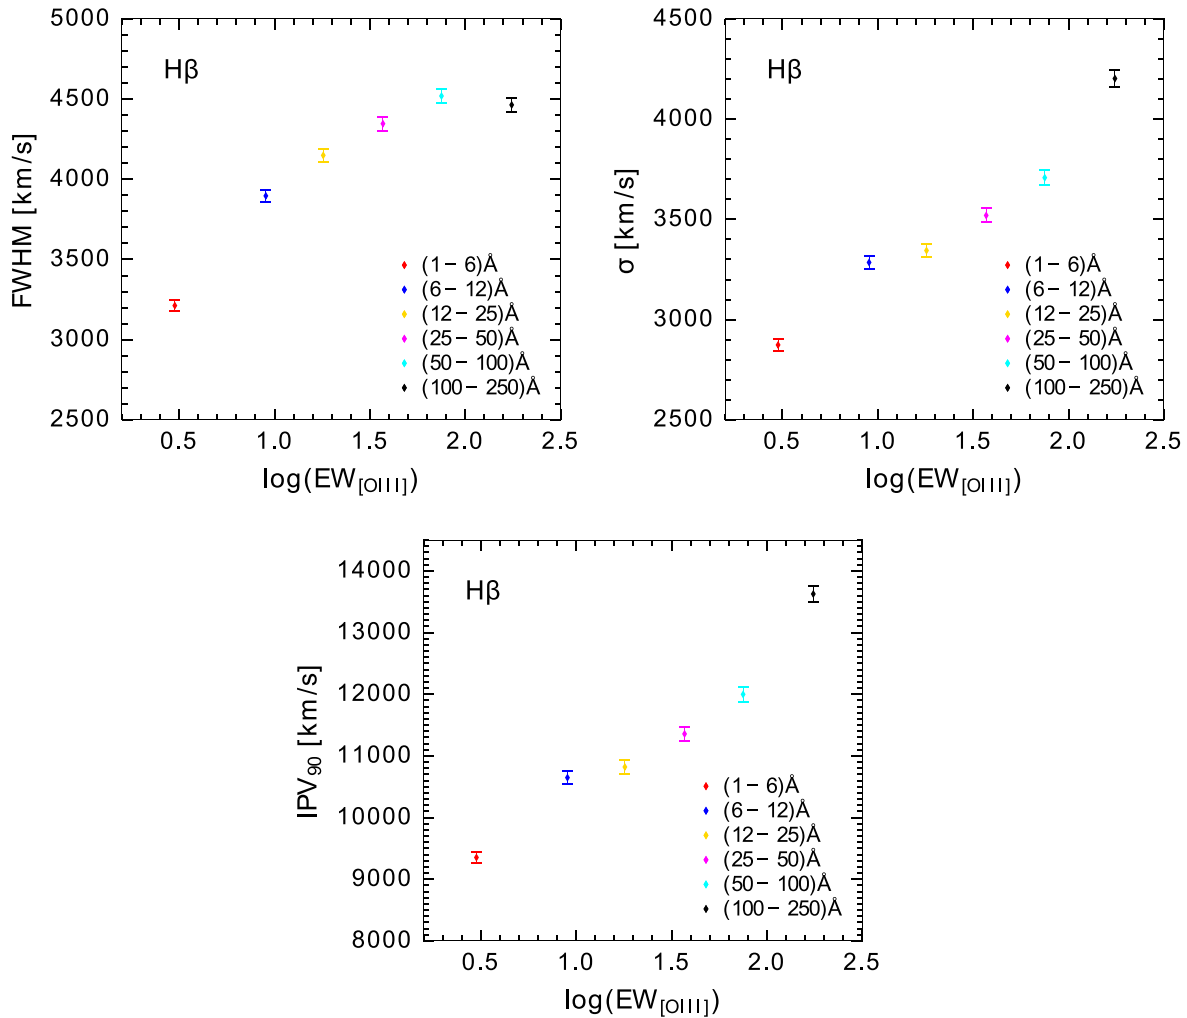 Hβ
FWHM [km/s]
5000
4500
4000
3500
3000
2500
(1−6)Å
(6−12)Å
(12−25)Å
(25−50)Å
(50−100)Å
(100−250)Å
0.5 1.0 1.5 2.0 2.5
log(EW[OIII])
Hβ
σ [km/s]
4500
4000
3500
3000
2500
(1−6)Å
(6−12)Å
(12−25)Å
(25−50)Å
(50−100)Å
(100−250)Å
0.5 1.0 1.5 2.0 2.5
log(EW[OIII])
Hβ
IPV90 [km/s]
14000
13000
12000
11000
10000
9000
8000
(1−6)Å
(6−12)Å
(12−25)Å
(25−50)Å
(50−100)Å
(100−250)Å
0.5 1.0 1.5 2.0 2.5
log(EW[OIII])